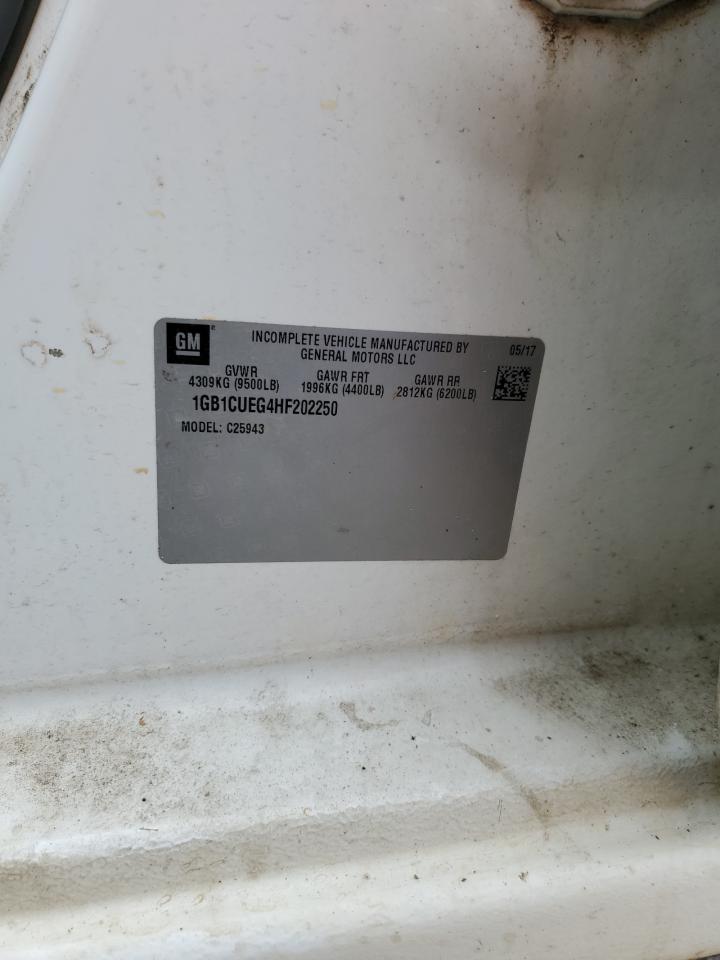 GM
INCOMPLETE VEHICLE MANUFACTURED BY
GENERAL MOTORS LLC
05/17
GVWR GAWR FRT GAWR RR
4309KG (9500LB) 1996KG (4400LB) 2812KG (6200LB)
1GB1CUEG4HF202250
MODEL: C25943